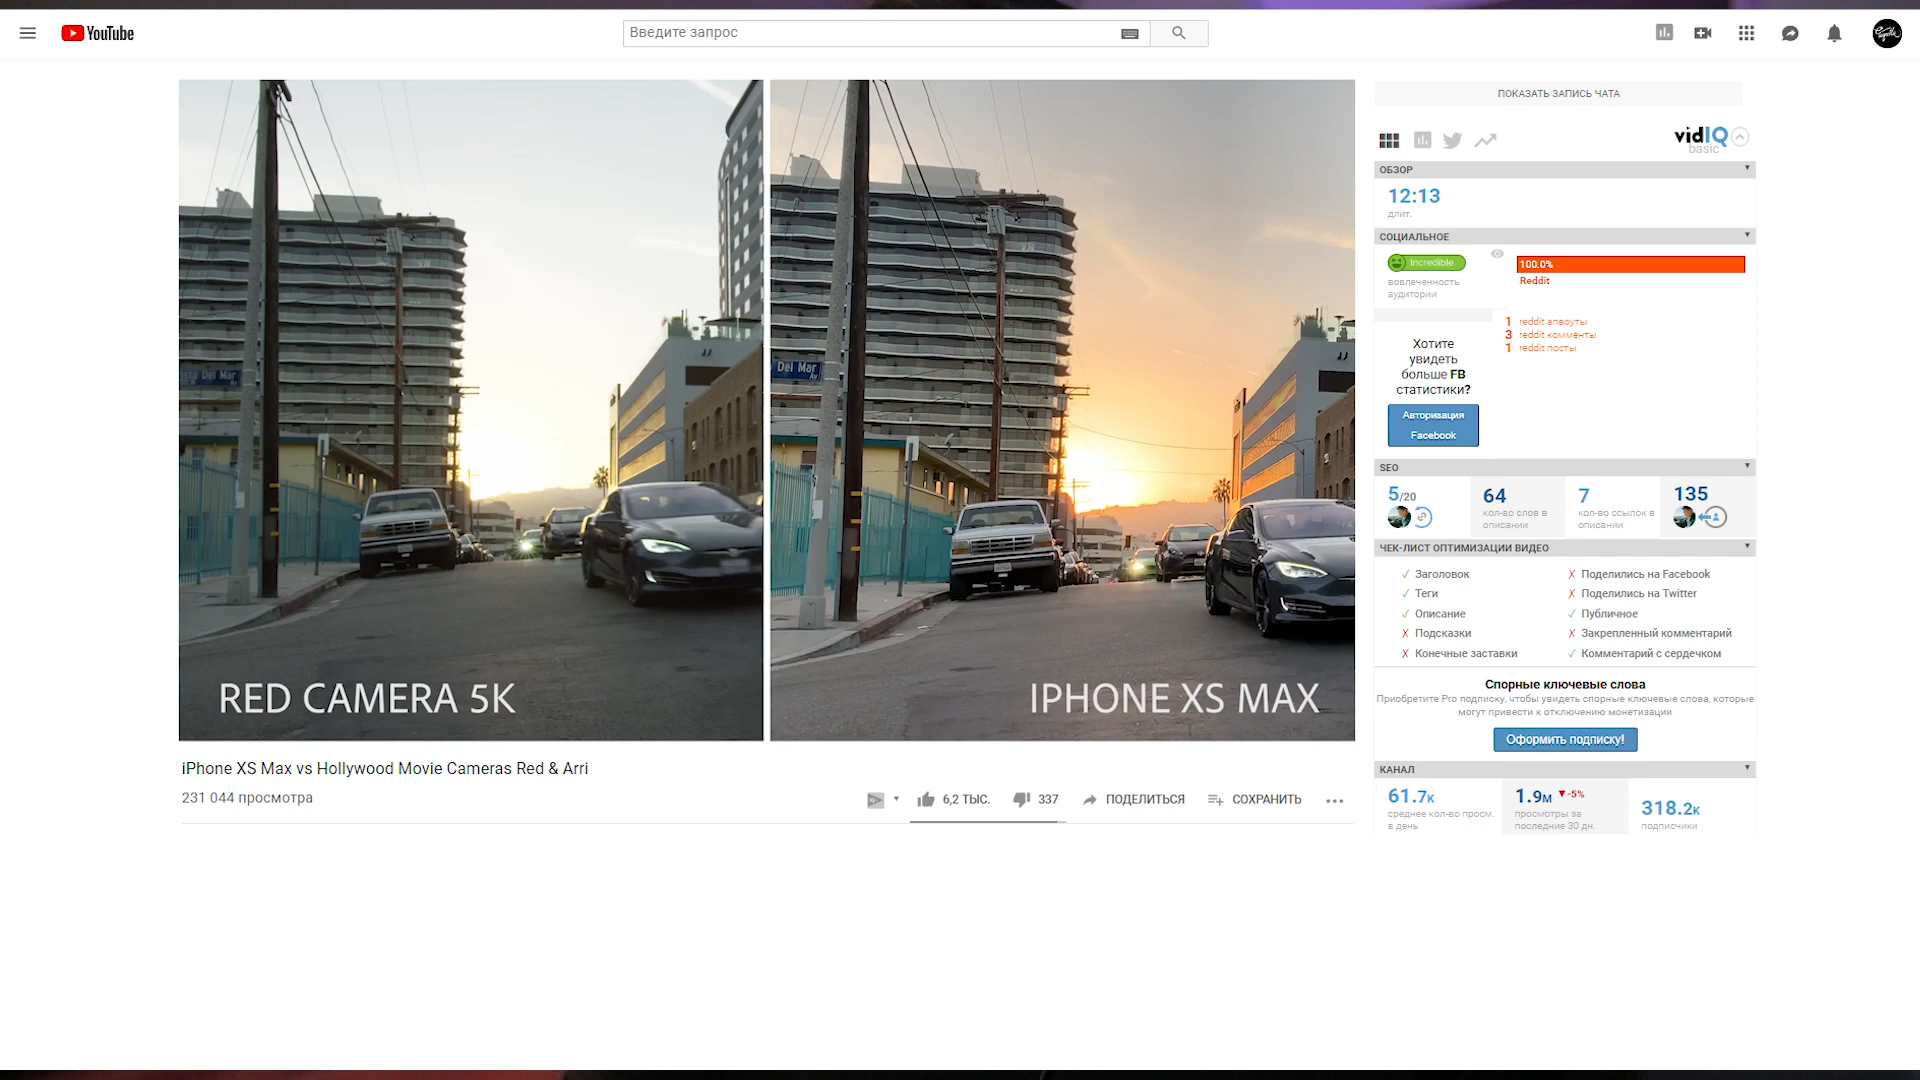 YouTube
Введите запрос
ПОКАЗАТЬ ЗАПИСЬ ЧАТА
vidIQ
basic
ОБЗОР
12:13
длит.
СОЦИАЛЬНОЕ
Incredible
вовлеченность
аудитории
100.0%
Reddit
1 reddit апвоуты
3 reddit комменты
1 reddit посты
Хотите
увидеть
больше FB
статистики?
Авторизация
Facebook
SEO
5/20
64
кол-во слов в
описании
7
кол-во ссылок в
описании
135
ЧЕК-ЛИСТ ОПТИМИЗАЦИИ ВИДЕО
✓ Заголовок
✓ Теги
✓ Описание
✗ Подсказки
✗ Конечные заставки
✗ Поделились на Facebook
✗ Поделились на Twitter
✓ Публичное
✗ Закрепленный комментарий
✓ Комментарий с сердечком
Спорные ключевые слова
Приобретите Pro подписку, чтобы увидеть спорные ключевые слова, которые
могут привести к отключению монетизации
Оформить подписку!
КАНАЛ
61.7к
среднее кол-во просм.
в день
1.9м ▼-5%
просмотры за
последние 30 дн.
318.2к
подписчики
Vista Del Mar
Del Mar
Av
RED CAMERA 5K
IPHONE XS MAX
iPhone XS Max vs Hollywood Movie Cameras Red & Arri
231 044 просмотра
6,2 ТЫС.
337
ПОДЕЛИТЬСЯ
СОХРАНИТЬ